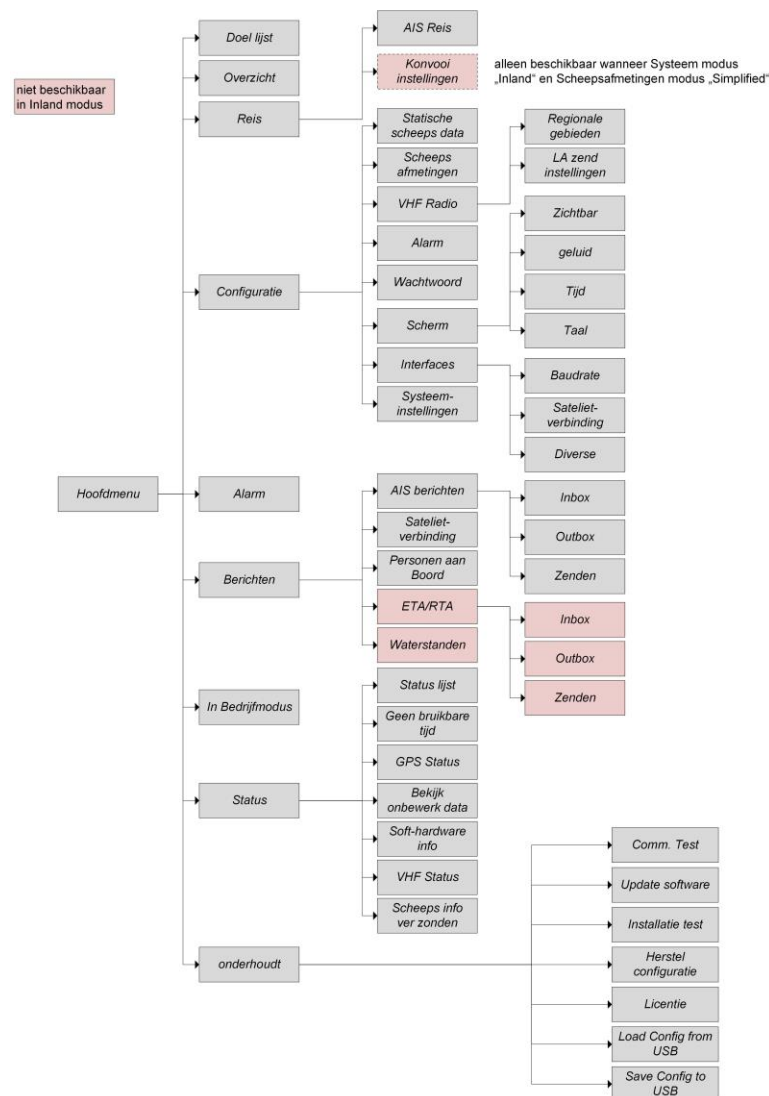 niet beschikbaar
in Inland modus
Hoofdmenu
Doel lijst
Overzicht
Reis
AIS Reis
Konvooi
instellingen
alleen beschikbaar wanneer Systeem modus
„Inland“ en Scheepsafmetingen modus „Simplified“
Configuratie
Statische
scheeps data
Scheeps
afmetingen
VHF Radio
Regionale
gebieden
LA zend
instellingen
Alarm
Wachtwoord
Scherm
Zichtbar
geluid
Tijd
Taal
Interfaces
Baudrate
Sateliet-
verbinding
Diverse
Systeem-
instellingen
Alarm
Berichten
AIS berichten
Inbox
Outbox
Zenden
Sateliet-
verbinding
Personen aan
Boord
ETA/RTA
Inbox
Outbox
Zenden
Waterstanden
In Bedrijfmodus
Status
Status lijst
Geen bruikbare
tijd
GPS Status
Bekijk
onbewerk data
Soft-hardware
info
VHF Status
Scheeps info
ver zonden
onderhoudt
Comm. Test
Update software
Installatie test
Herstel
configuratie
Licentie
Load Config from
USB
Save Config to
USB